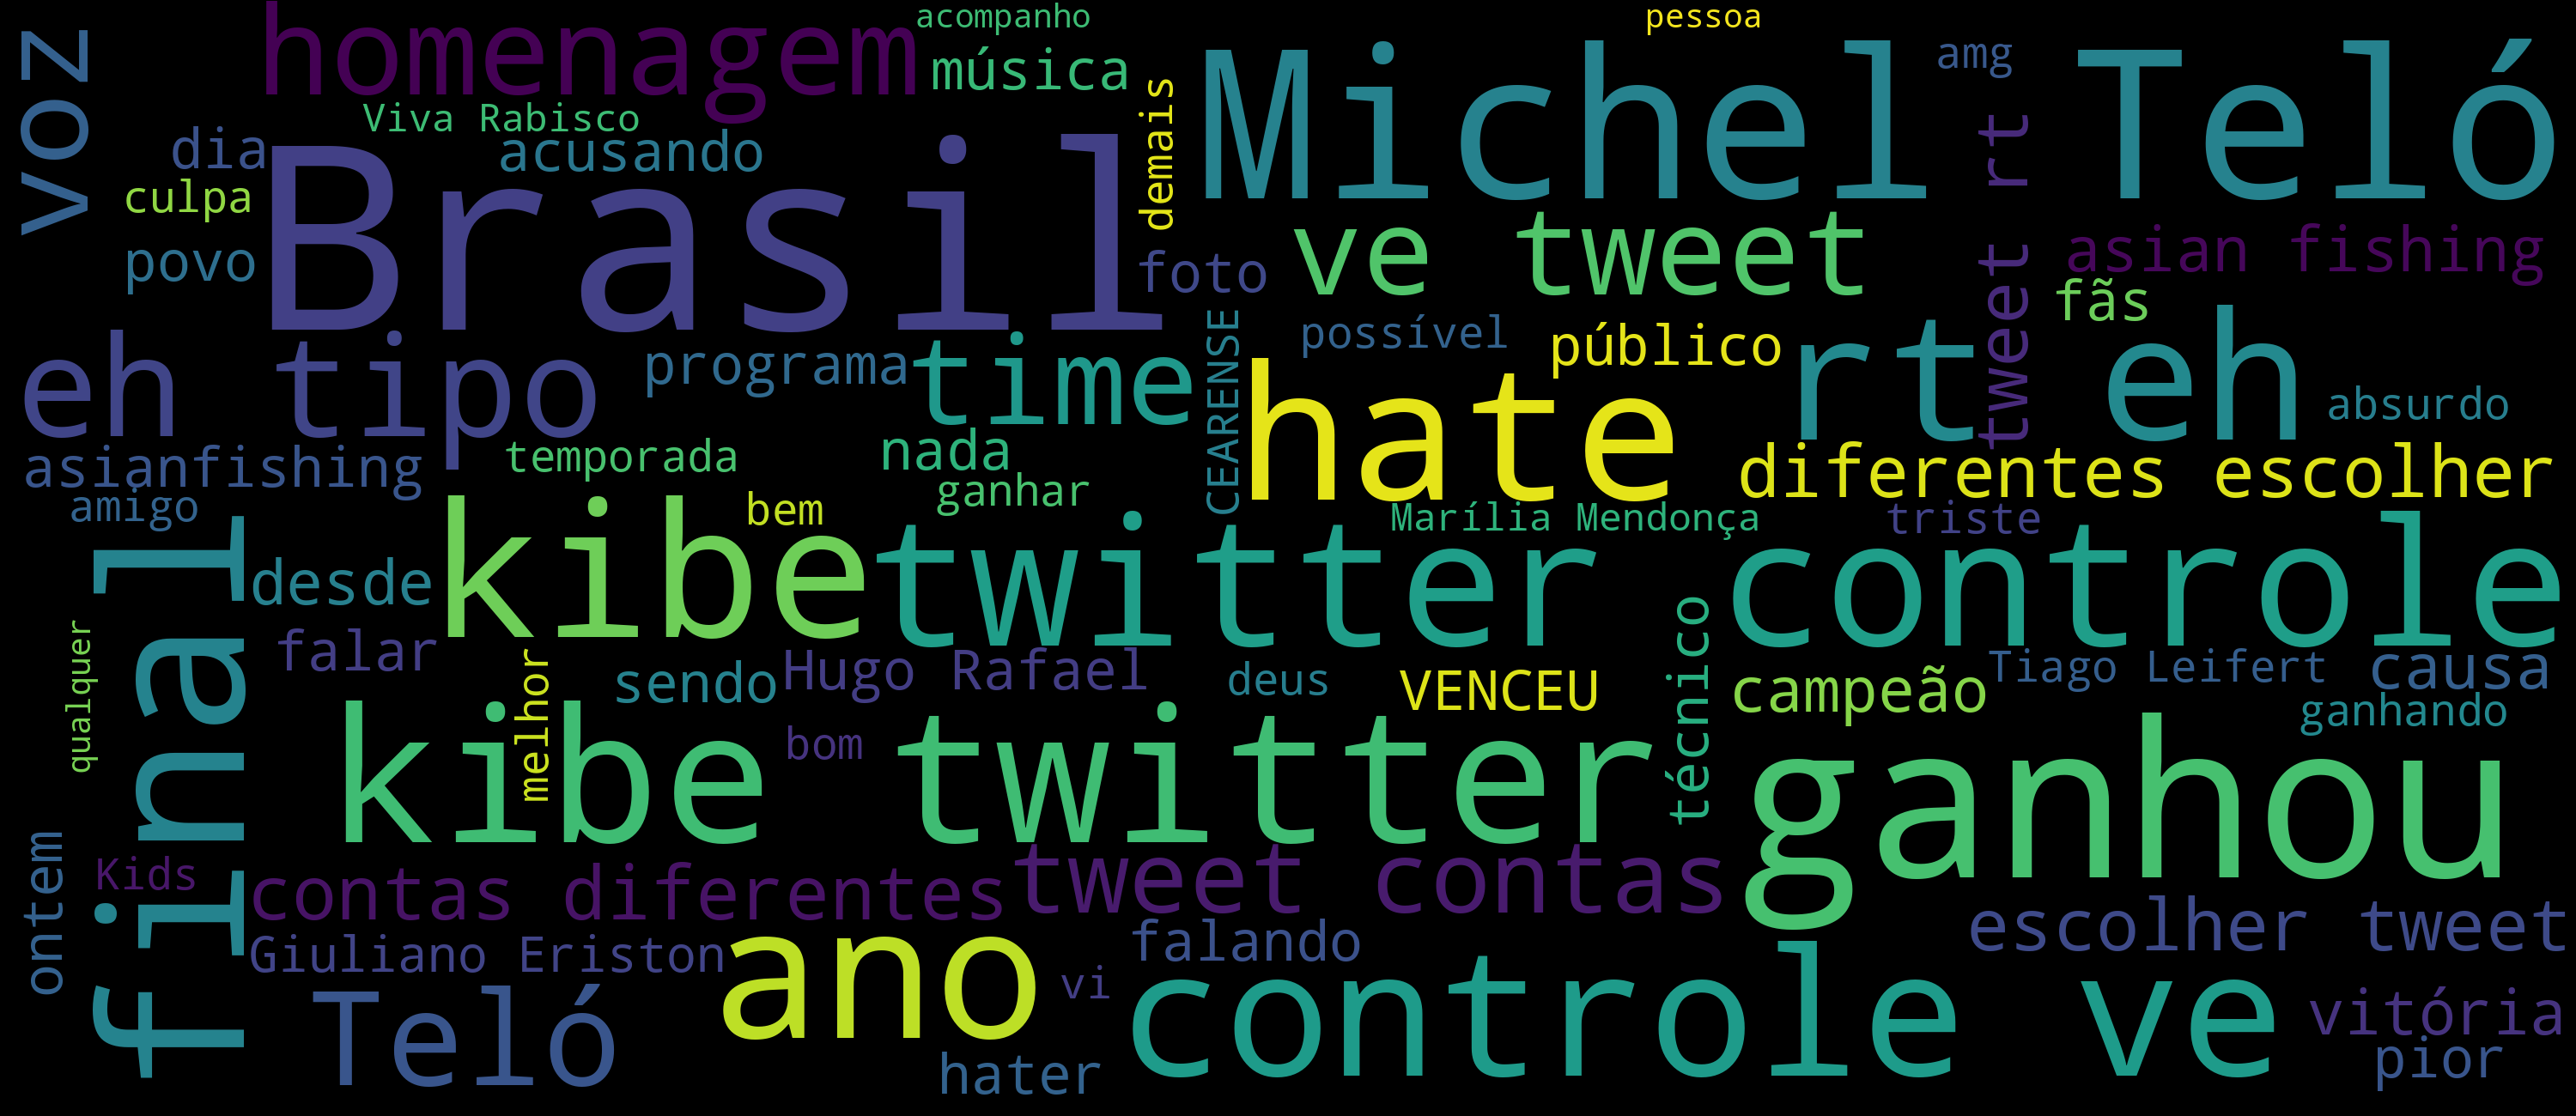 voz
homenagem
acompanho
música
pessoa
amg
Michel Teló
Viva Rabisco
dia
acusando
demais
culpa
Brasil
povo
foto
ve tweet
tweet rt
asian fishing
fãs
eh tipo
programa
time
CEARENSE
possível
público
hate
rt eh
absurdo
asianfishing
temporada
nada
ganhar
diferentes escolher
amigo
bem
Marília Mendonça
triste
final
desde
kibe
twitter
controle
qualquer
falar
melhor
sendo
Hugo Rafael
deus
VENCEU
técnico
campeão
Tiago Leifert
causa
ganhando
kibe twitter
bom
ganhou
ontem
Kids
contas diferentes
tweet contas
Giuliano Eriston
ano
vi
falando
escolher tweet
Teló
hater
controle ve
vitória
pior